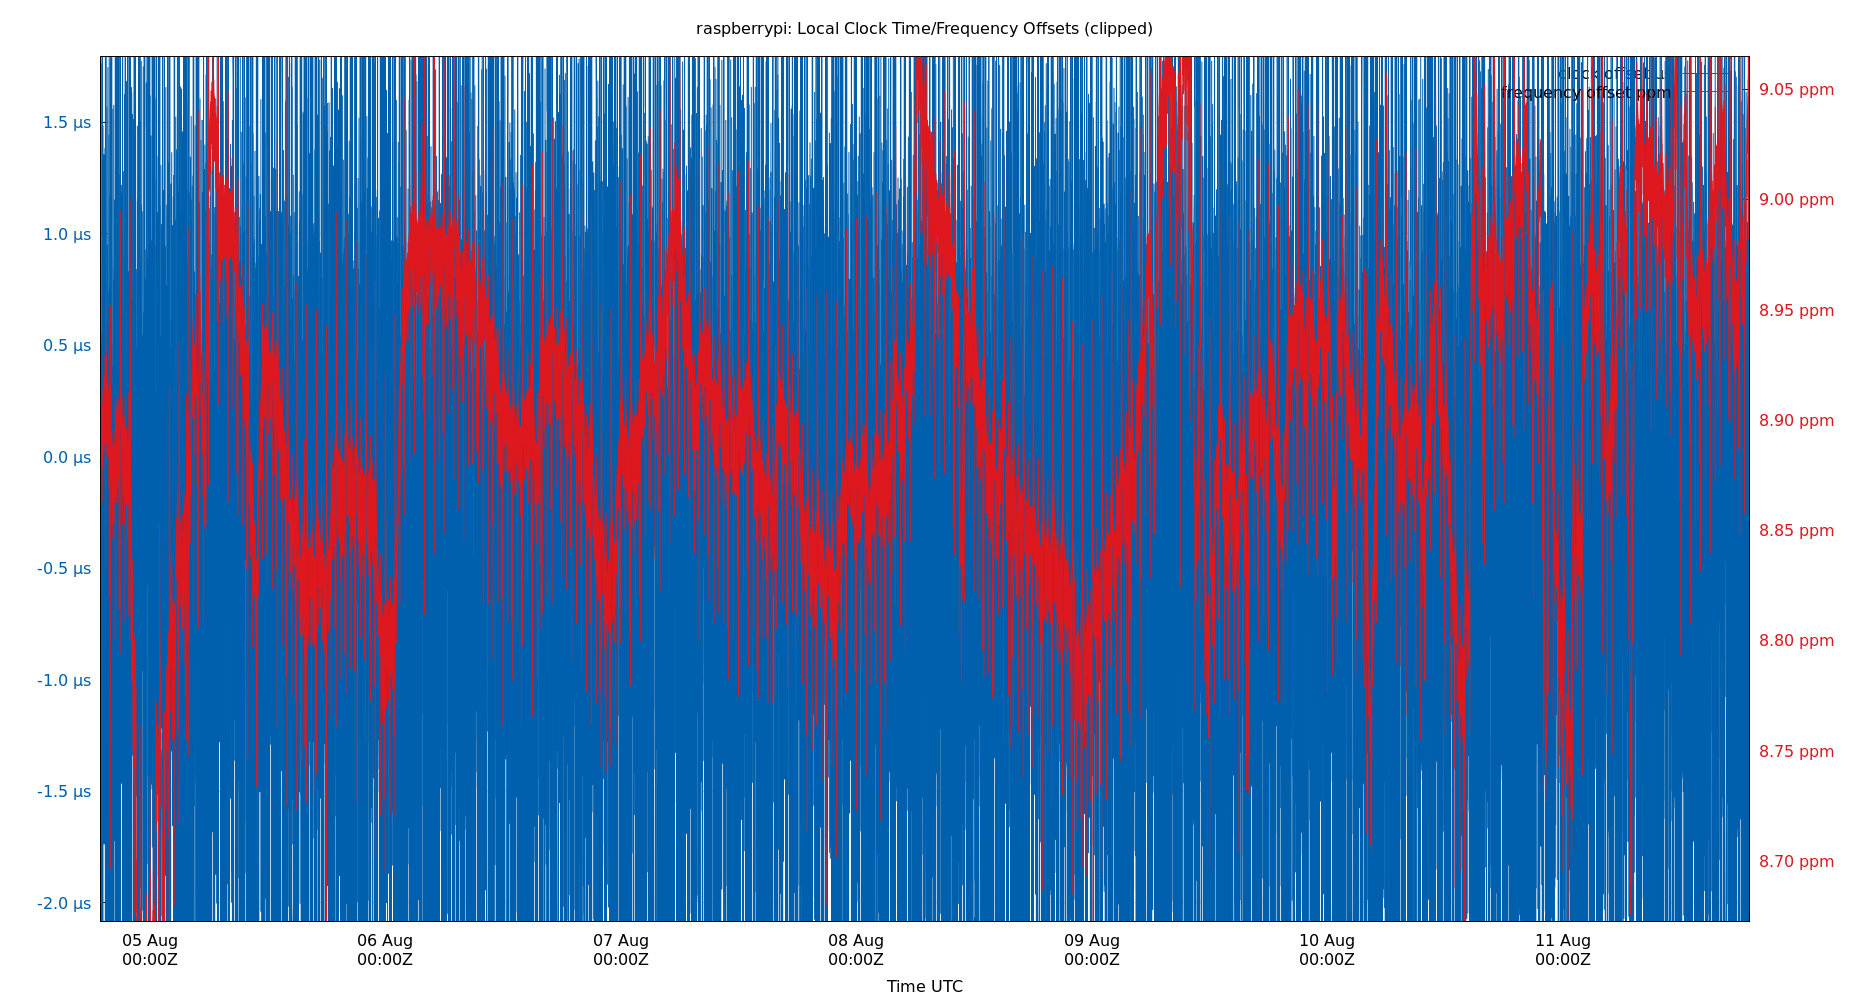 raspberrypi: Local Clock Time/Frequency Offsets (clipped)
clock offset
frequency offset ppm
1.5 µs
1.0 µs
0.5 µs
0.0 µs
-0.5 µs
-1.0 µs
-1.5 µs
-2.0 µs
9.05 ppm
9.00 ppm
8.95 ppm
8.90 ppm
8.85 ppm
8.80 ppm
8.75 ppm
8.70 ppm
05 Aug
00:00Z
06 Aug
00:00Z
07 Aug
00:00Z
08 Aug
00:00Z
09 Aug
00:00Z
10 Aug
00:00Z
11 Aug
00:00Z
Time UTC